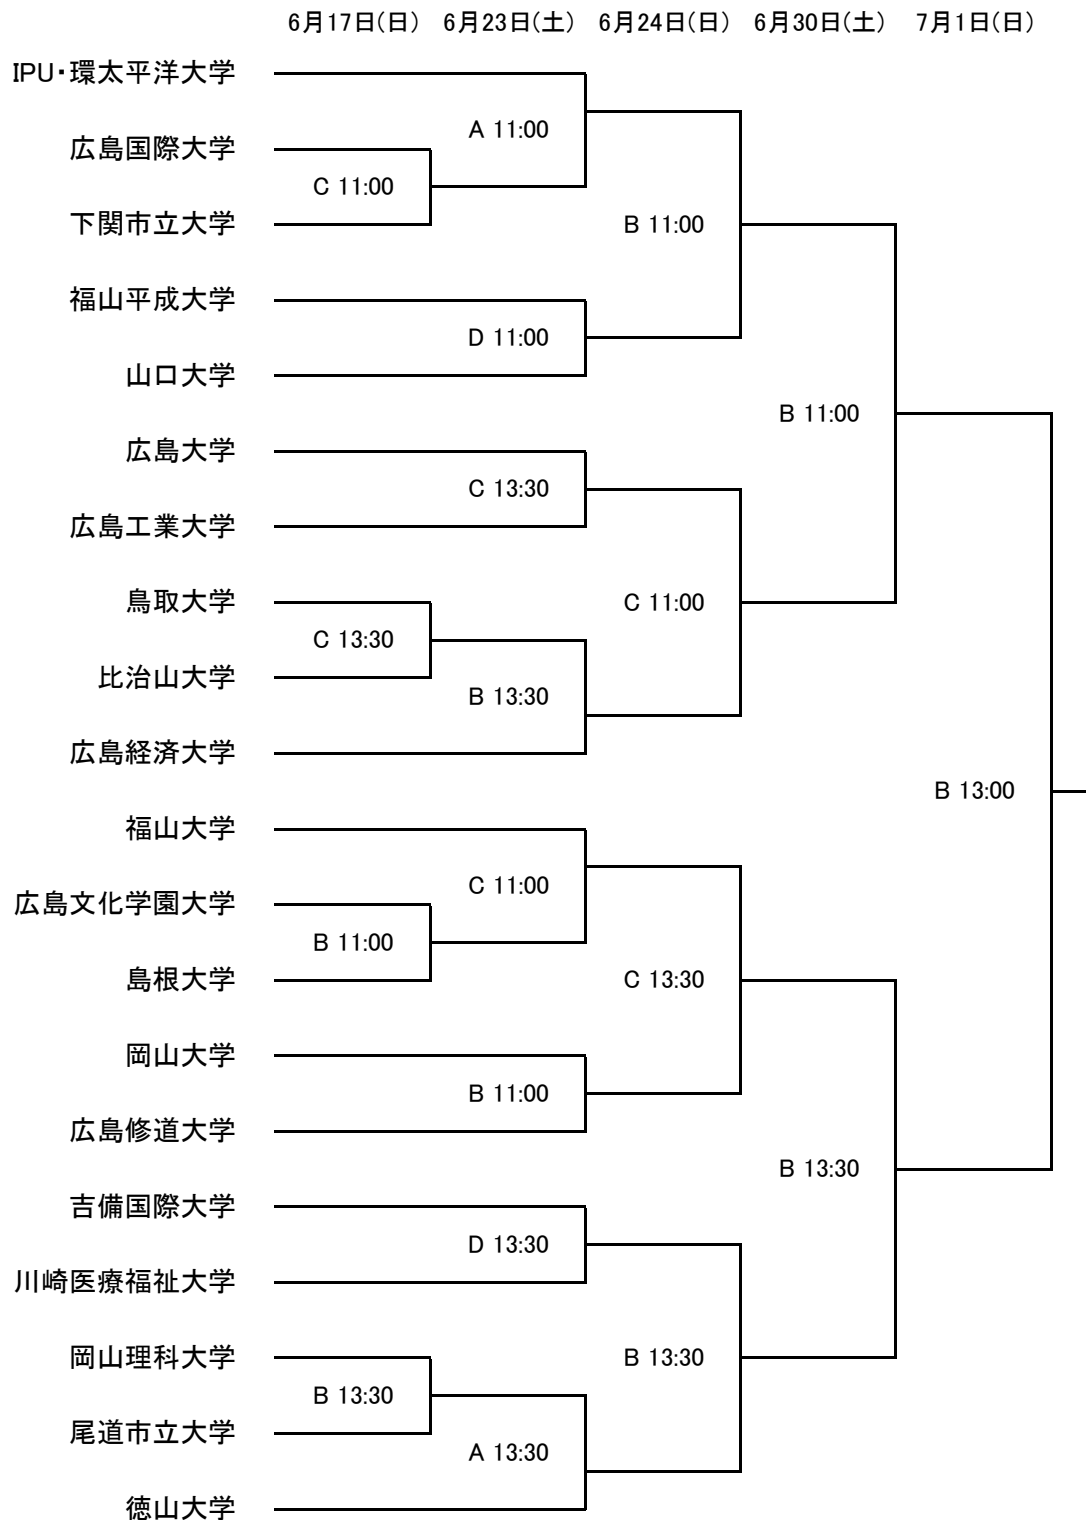 6月17日(日) 6月23日(土) 6月24日(日) 6月30日(土) 7月1日(日)
IPU・環太平洋大学
A 11:00
広島国際大学
C 11:00
下関市立大学
B 11:00
福山平成大学
D 11:00
山口大学
B 11:00
広島大学
C 13:30
広島工業大学
鳥取大学
C 11:00
C 13:30
比治山大学
B 13:30
広島経済大学
B 13:00
福山大学
C 11:00
広島文化学園大学
B 11:00
島根大学
C 13:30
岡山大学
B 11:00
広島修道大学
B 13:30
吉備国際大学
D 13:30
川崎医療福祉大学
岡山理科大学
B 13:30
B 13:30
尾道市立大学
A 13:30
徳山大学